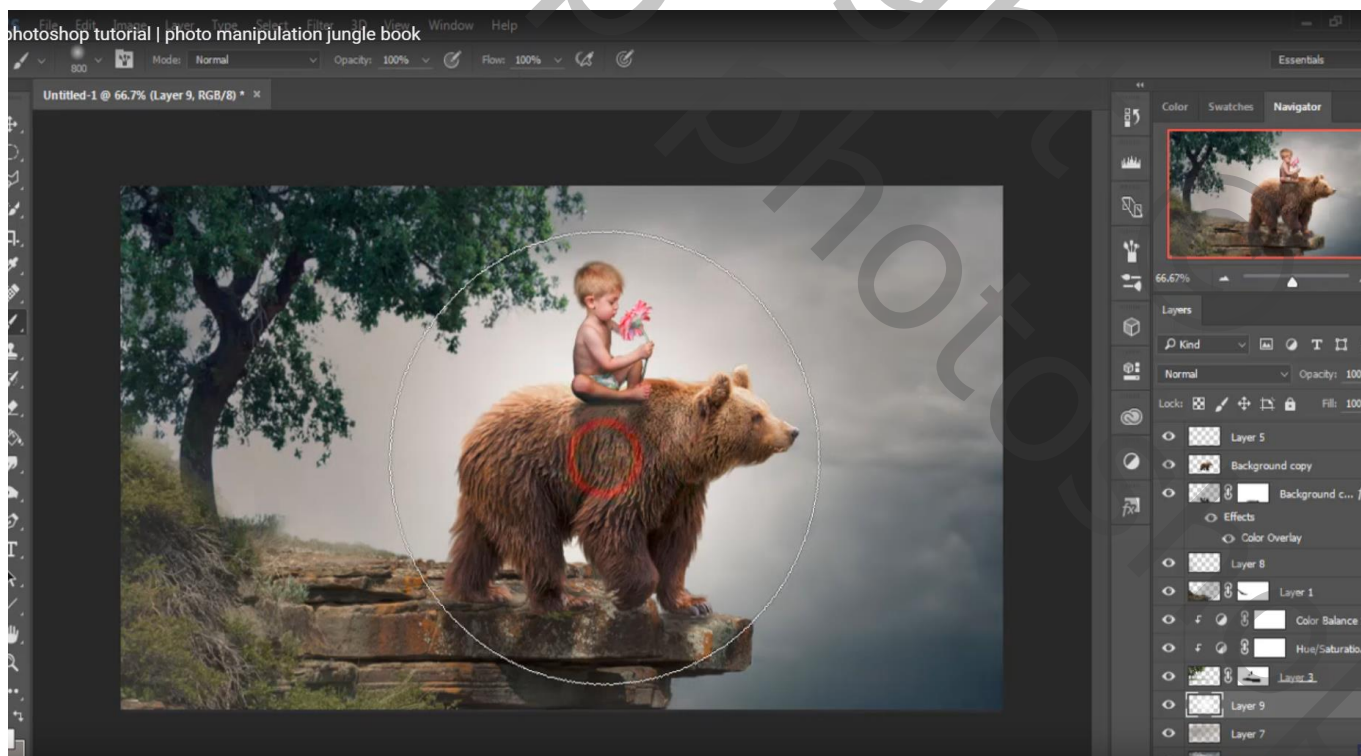 File Edit Image Layer Type Select Filter 3D View Window Help
photoshop tutorial | photo manipulation jungle book
800 Mode: Normal Opacity: 100% Flow: 100% Essentials
Untitled-1 @ 66.7% (Layer 9, RGB/8) * ×
Color Swatches Navigator
66.67%
Layers
Kind
Normal Opacity: 100
Lock: Fill: 100
Layer 5
Background copy
Background c...
Effects
Color Overlay
Layer 8
Layer 1
Color Balance
Hue/Saturatio
Layer 3
Layer 9
Layer 7